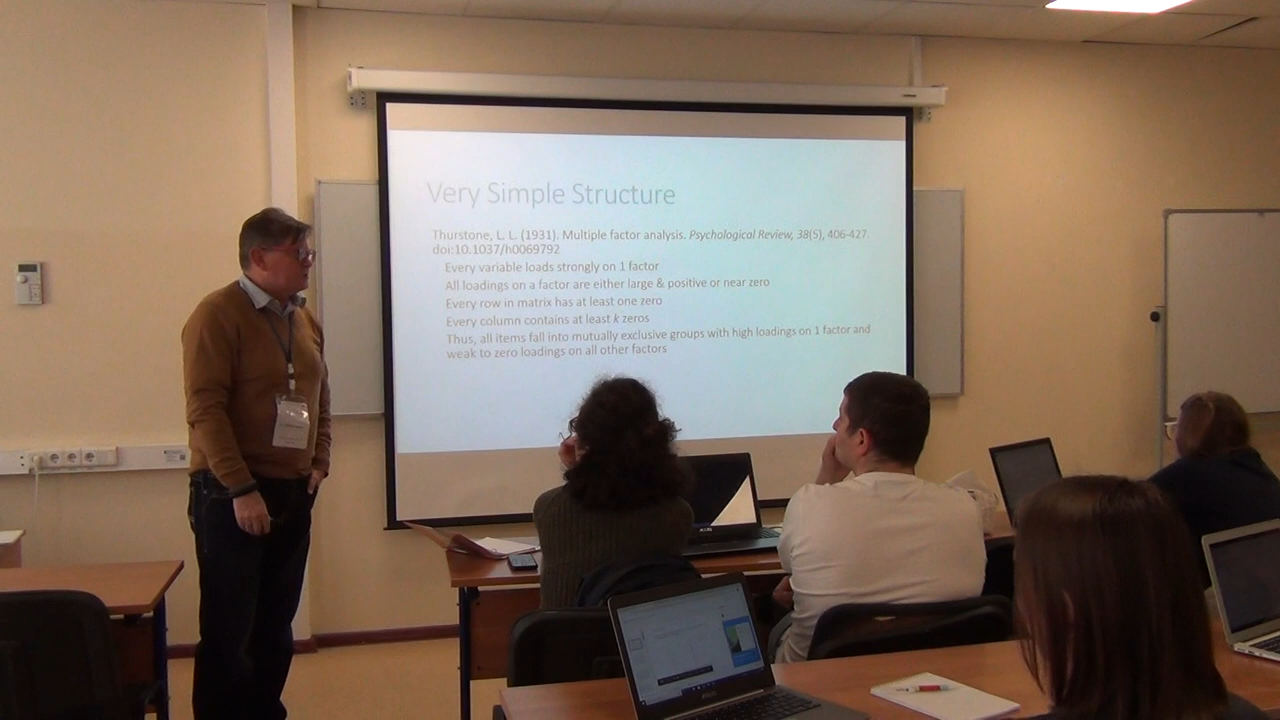 Very Simple Structure
Thurstone, L. L. (1931). Multiple factor analysis. Psychological Review, 38(5), 406-427.
doi:10.1037/h0069792
Every variable loads strongly on 1 factor
All loadings on a factor are either large & positive or near zero
Every row in matrix has at least one zero
Every column contains at least k zeros
Thus, all items fall into mutually exclusive groups with high loadings on 1 factor and
weak to zero loadings on all other factors